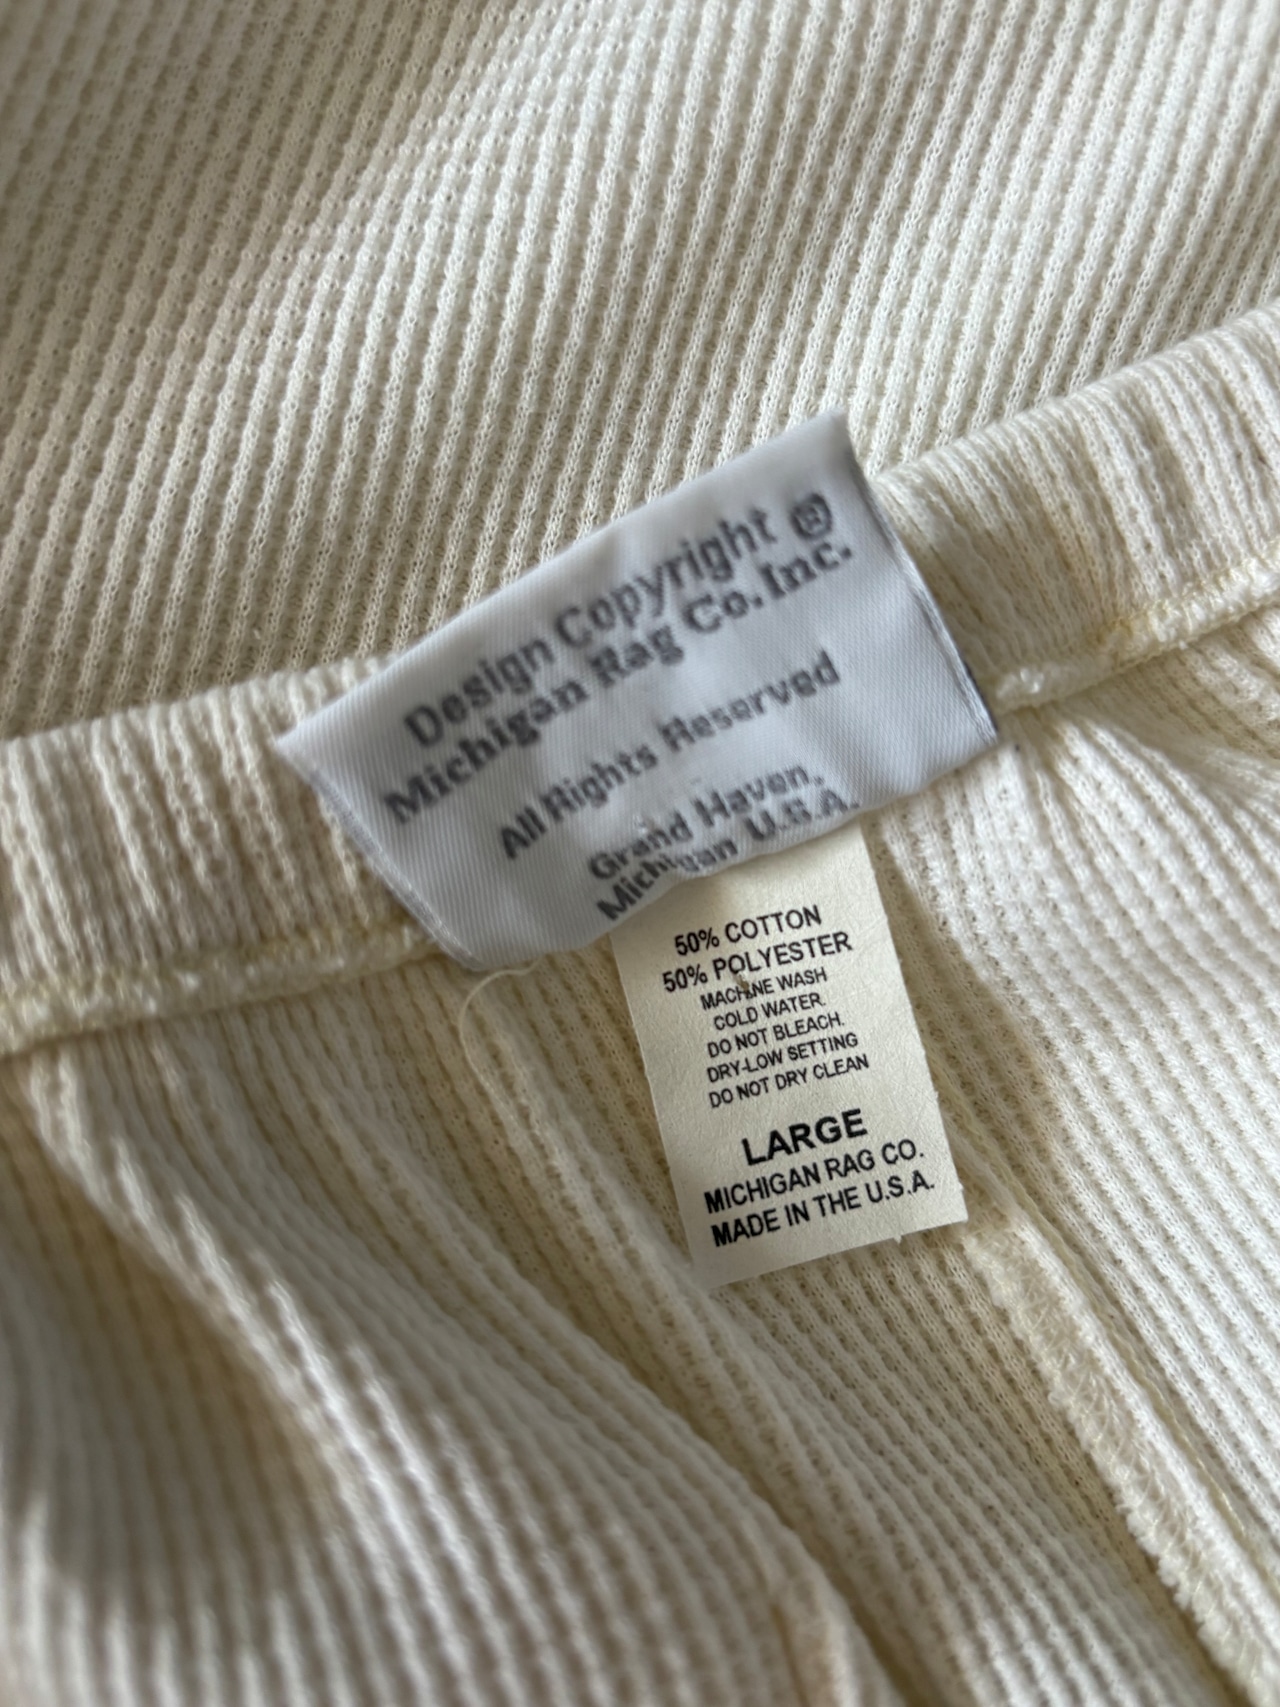 Design Copyright ©
Michigan Rag Co. Inc.
All Rights Reserved
Grand Haven,
Michigan U.S.A.
50% COTTON
50% POLYESTER
MACHINE WASH
COLD WATER.
DO NOT BLEACH.
DRY-LOW SETTING
DO NOT DRY CLEAN
LARGE
MICHIGAN RAG CO.
MADE IN THE U.S.A.